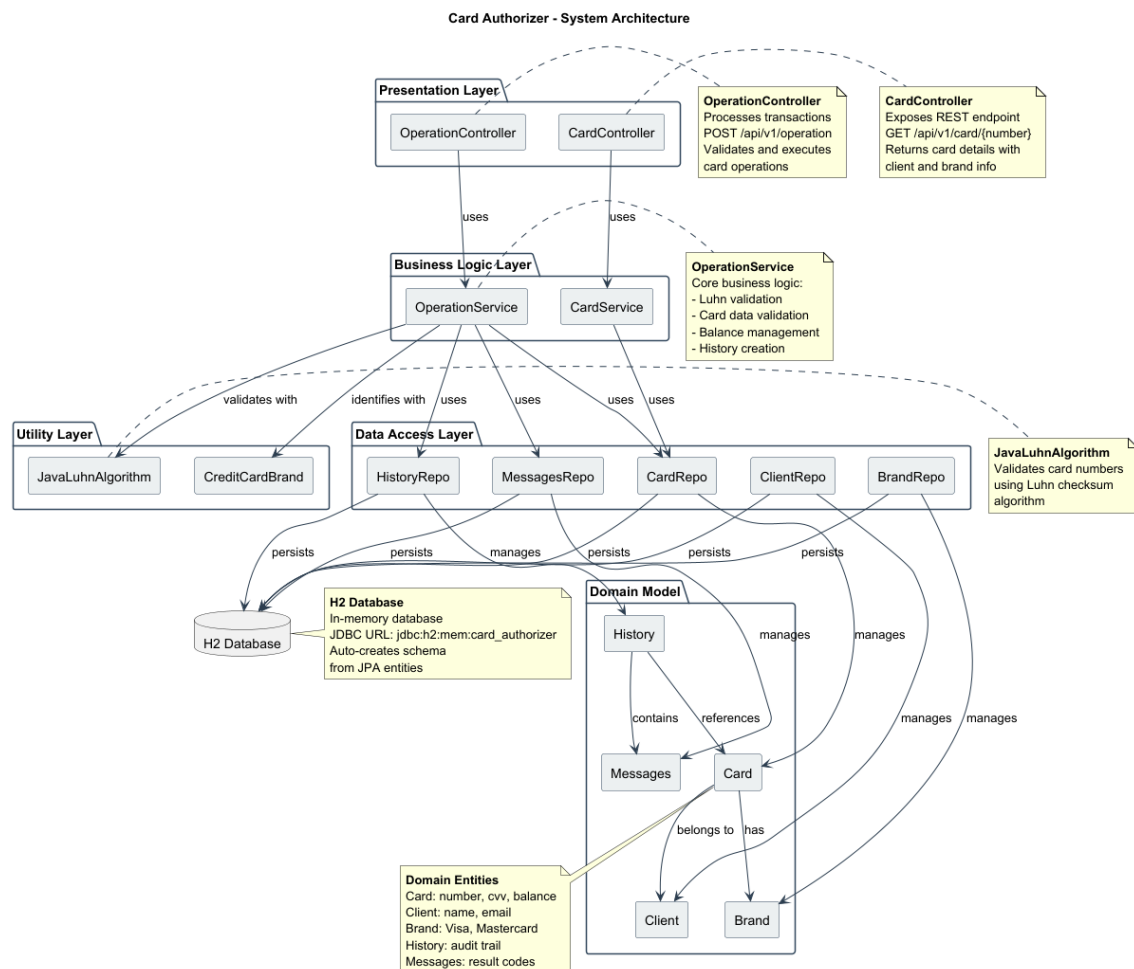 Card Authorizer - System Architecture
Presentation Layer
OperationController
CardController
OperationController
Processes transactions
POST /api/v1/operation
Validates and executes
card operations
CardController
Exposes REST endpoint
GET /api/v1/card/{number}
Returns card details with
client and brand info
uses
uses
Business Logic Layer
OperationService
CardService
OperationService
Core business logic:
- Luhn validation
- Card data validation
- Balance management
- History creation
validates with
identifies with
uses
uses
uses
uses
Utility Layer
JavaLuhnAlgorithm
CreditCardBrand
Data Access Layer
HistoryRepo
MessagesRepo
CardRepo
ClientRepo
BrandRepo
JavaLuhnAlgorithm
Validates card numbers
using Luhn checksum
algorithm
persists
persists
manages
persists
persists
persists
H2 Database
H2 Database
In-memory database
JDBC URL: jdbc:h2:mem:card_authorizer
Auto-creates schema
from JPA entities
Domain Model
History
manages
manages
contains
references
manages
manages
Messages
Card
belongs to
has
Domain Entities
Card: number, cvv, balance
Client: name, email
Brand: Visa, Mastercard
History: audit trail
Messages: result codes
Client
Brand